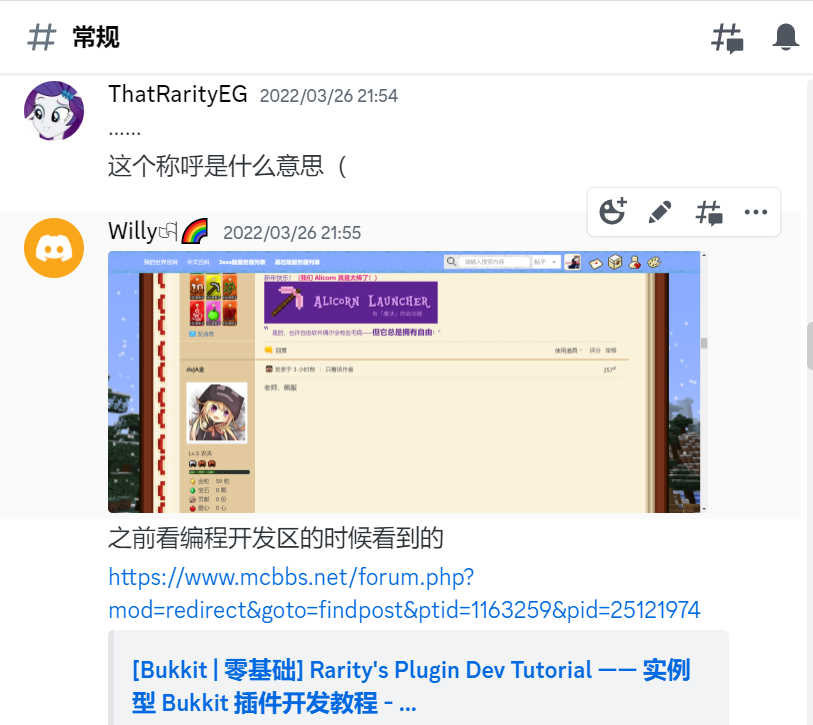 常规
ThatRarityEG 2022/03/26 21:54
......
这个称呼是什么意思（
Willy 2022/03/26 21:55
我的世界官网 中文百科 Java版服务器列表 基岩版服务器列表
请输入搜索内容 帖子
新年快乐！（我们 Alicorn 真是太棒了！）
ALICORN LAUNCHER
有「魔法」的启动器
发消息
是的，也许自由软件偶尔会有些毛病——但它总是拥有自由！
回复 使用道具 评分 举报
发表于 3 小时前 | 只看该作者 257#
老师，佩服
Lv.5 农夫
金粒 59 粒
宝石 0 颗
贡献 0 份
爱心 0 心
之前看编程开发区的时候看到的
https://www.mcbbs.net/forum.php?
mod=redirect&goto=findpost&ptid=1163259&pid=25121974
[Bukkit | 零基础] Rarity's Plugin Dev Tutorial —— 实例
型 Bukkit 插件开发教程 - ...